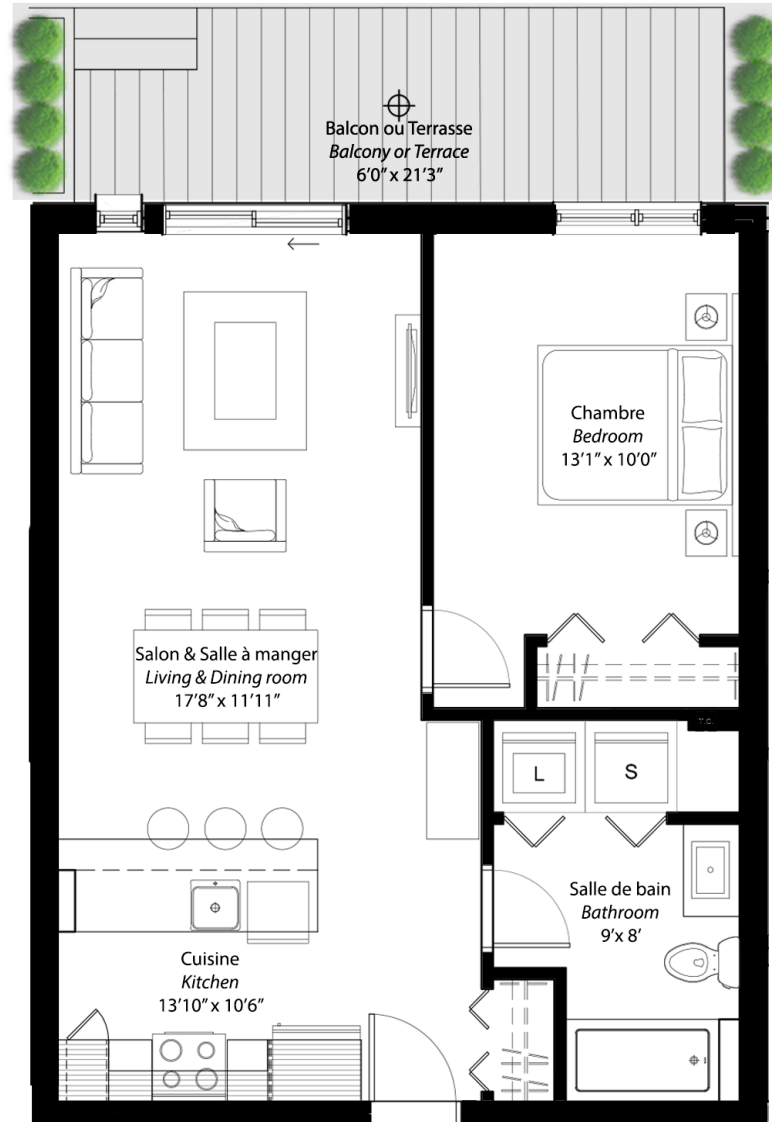 Balcon ou Terrasse
Balcony or Terrace
6'0" x 21'3"
Chambre
Bedroom
13'1" x 10'0"
Salon & Salle à manger
Living & Dining room
17'8" x 11'11"
T.O.
L
S
Salle de bain
Bathroom
9'x 8'
Cuisine
Kitchen
13'10" x 10'6"